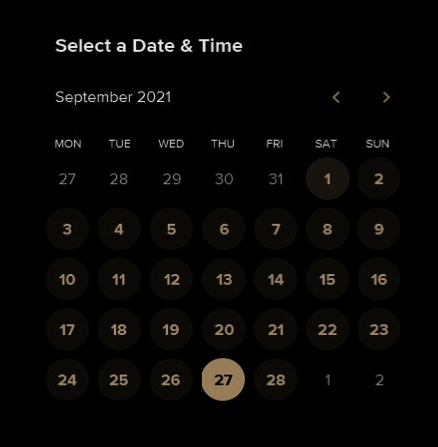 Select a Date & Time
September 2021
MON TUE WED THU FRI SAT SUN
27 28 29 30 31 1 2
3 4 5 6 7 8 9
10 11 12 13 14 15 16
17 18 19 20 21 22 23
24 25 26 27 28 1 2